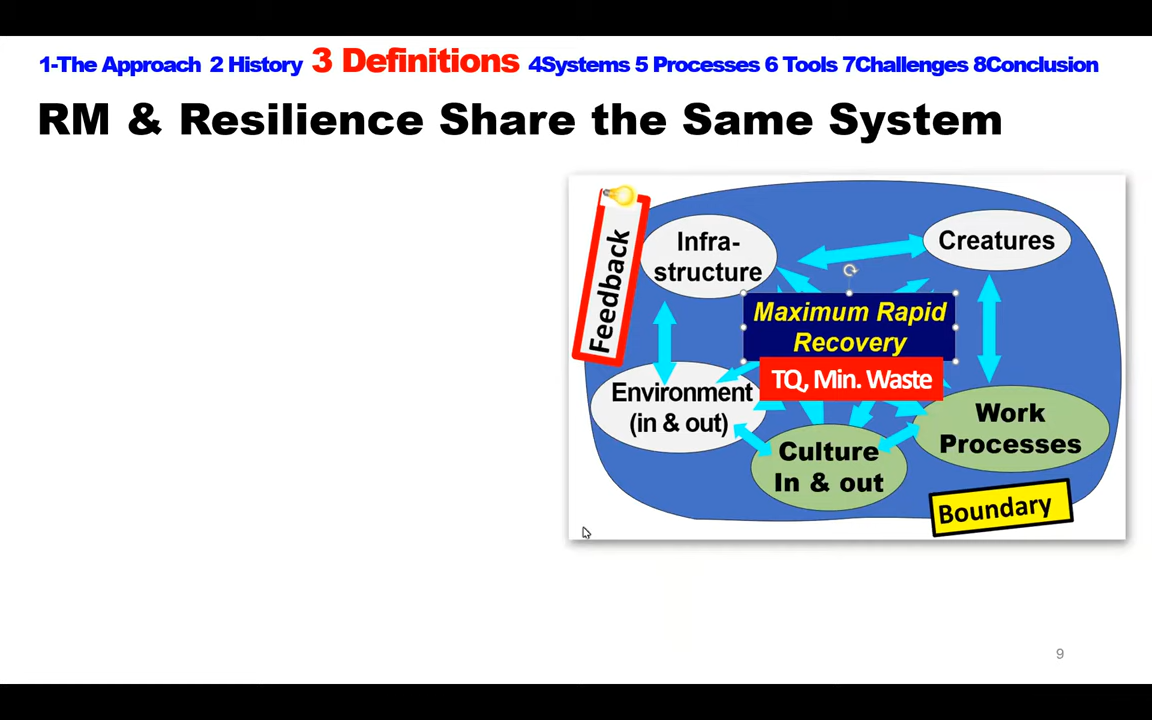 1-The Approach 2 History 3 Definitions 4Systems 5 Processes 6 Tools 7Challenges 8Conclusion
RM & Resilience Share the Same System
Feedback
Infra-
structure
Creatures
Maximum Rapid
Recovery
TQ, Min. Waste
Environment
(in & out)
Work
Processes
Culture
In & out
Boundary
9